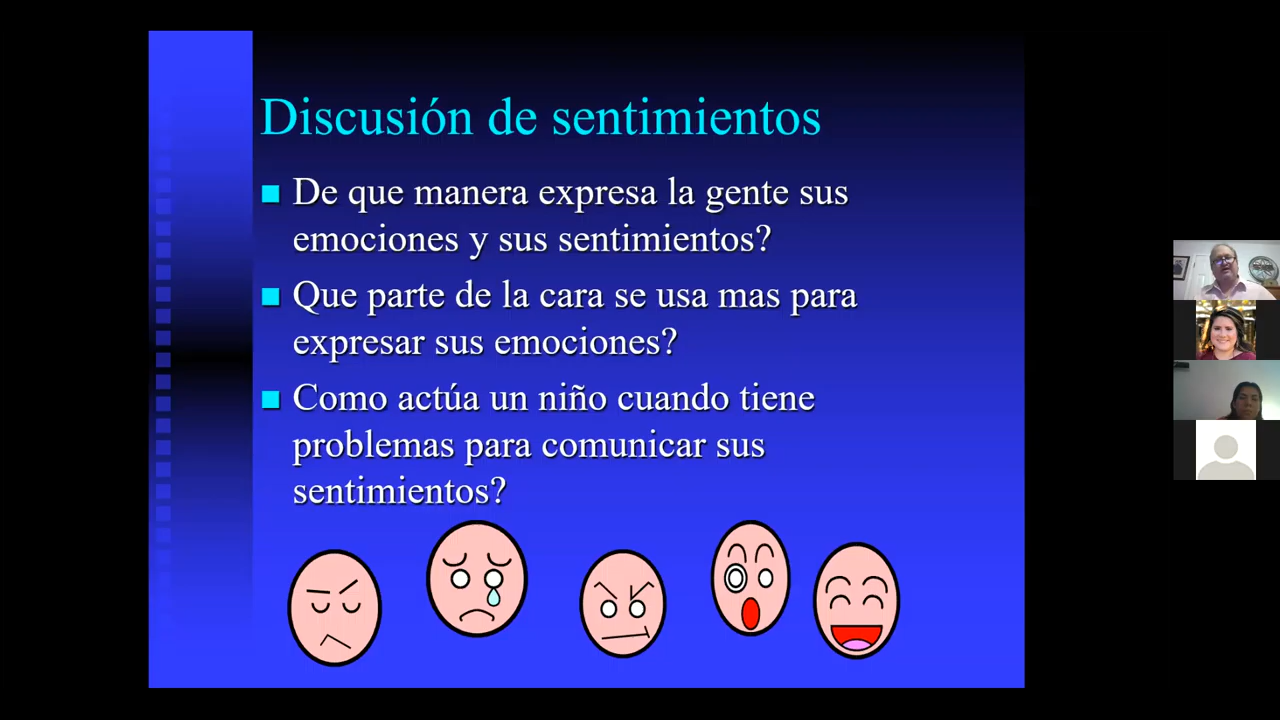 Discusión de sentimientos
De que manera expresa la gente sus
emociones y sus sentimientos?
Que parte de la cara se usa mas para
expresar sus emociones?
Como actúa un niño cuando tiene
problemas para comunicar sus
sentimientos?